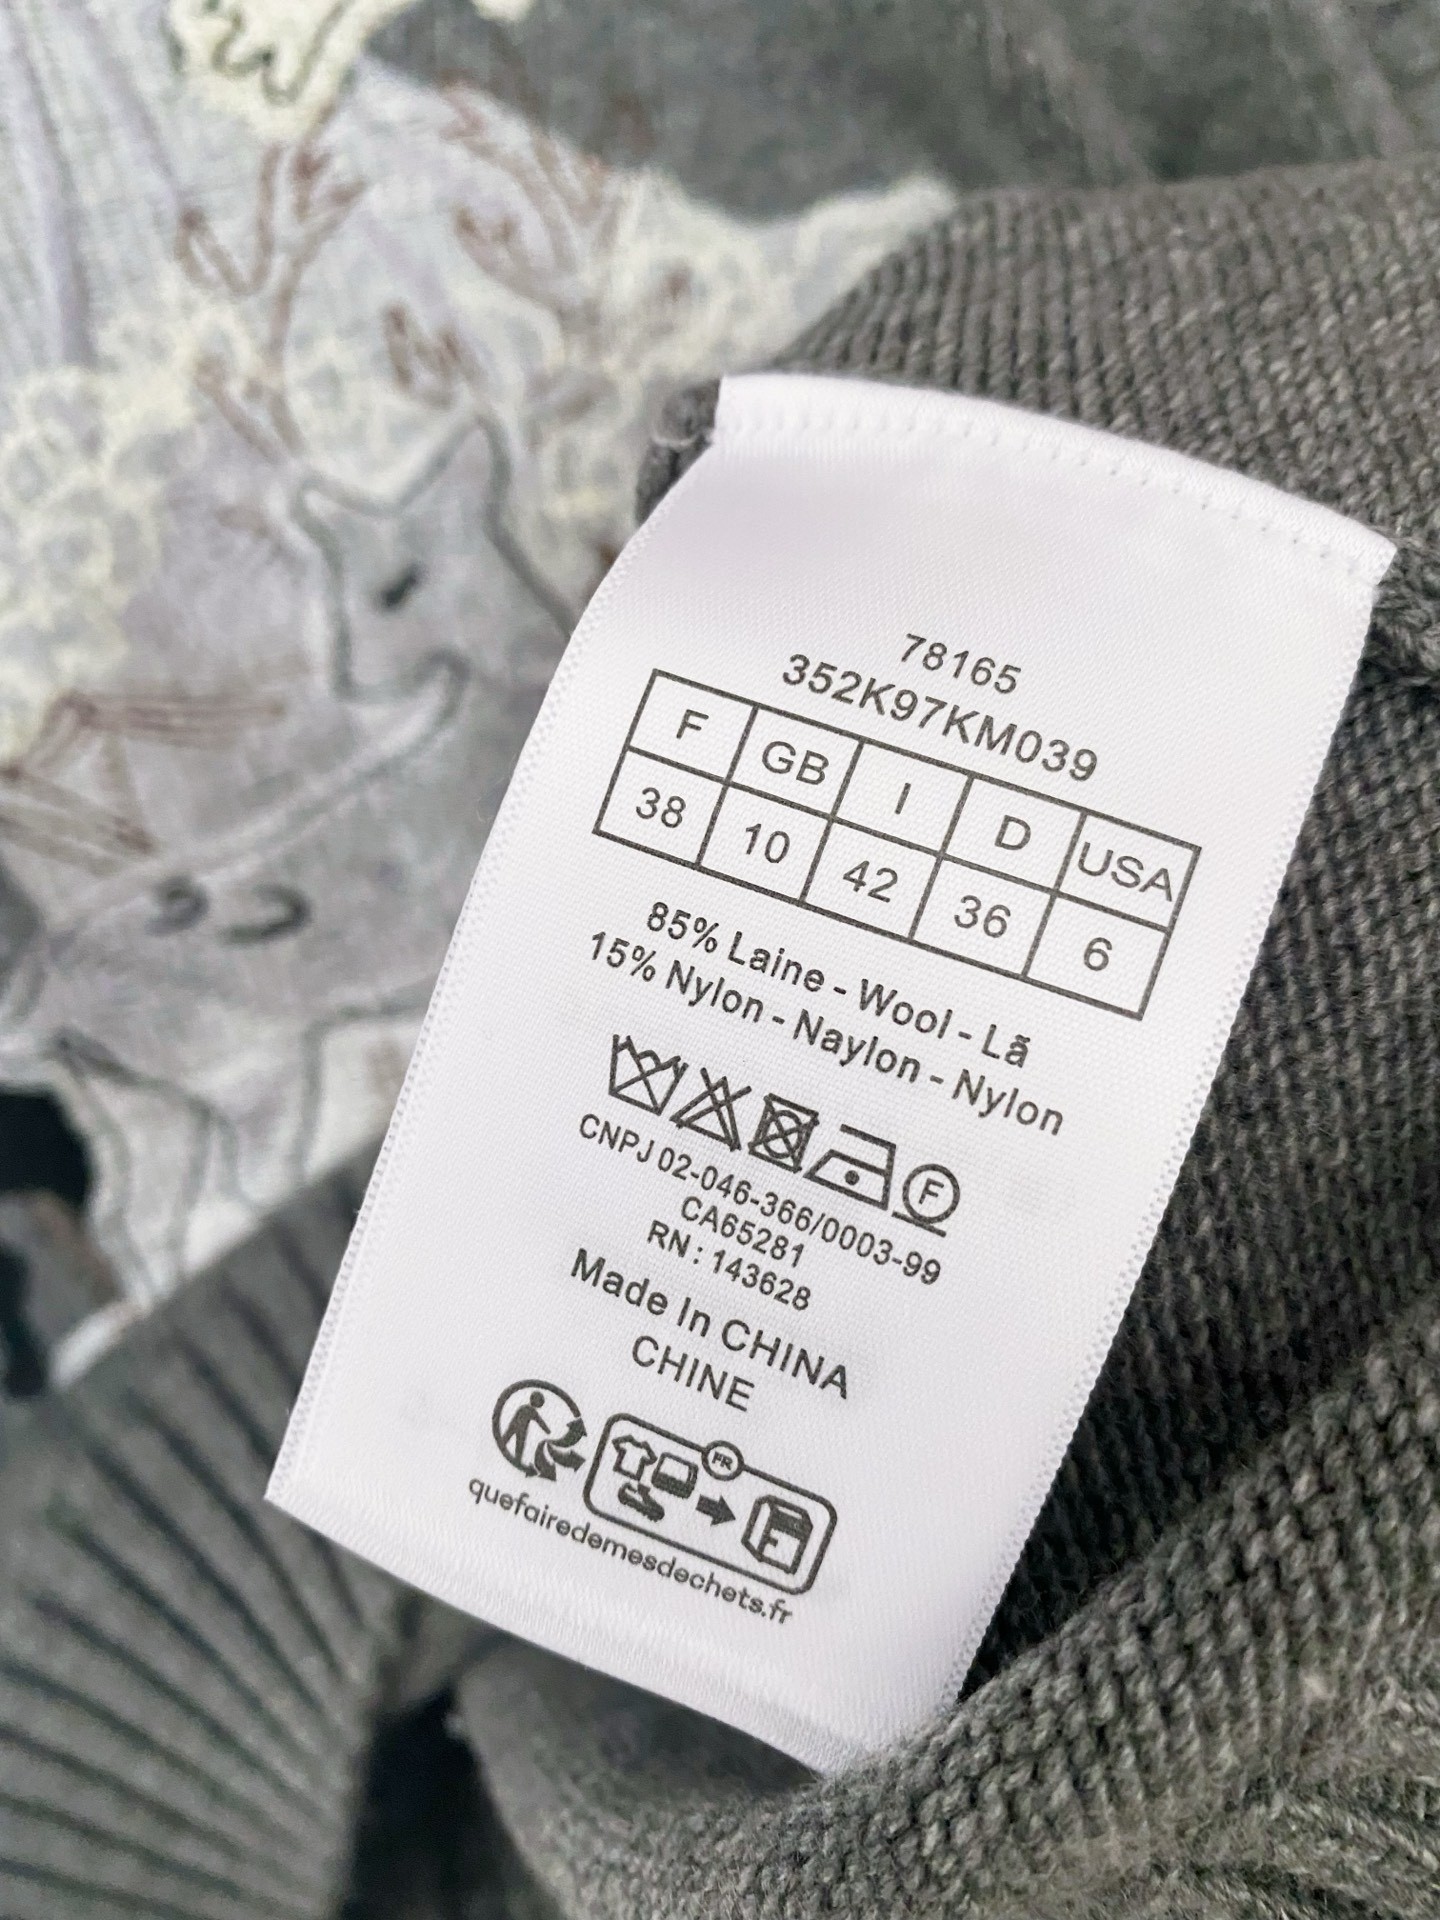 78165
352K97KM039
F GB I D USA
38 10 42 36 6
85% Laine - Wool - Lã
15% Nylon - Naylon - Nylon
F
CNPJ 02-046-366/0003-99
CA65281
RN : 143628
Made In CHINA
CHINE
FR
F
quefairedemesdechets.fr